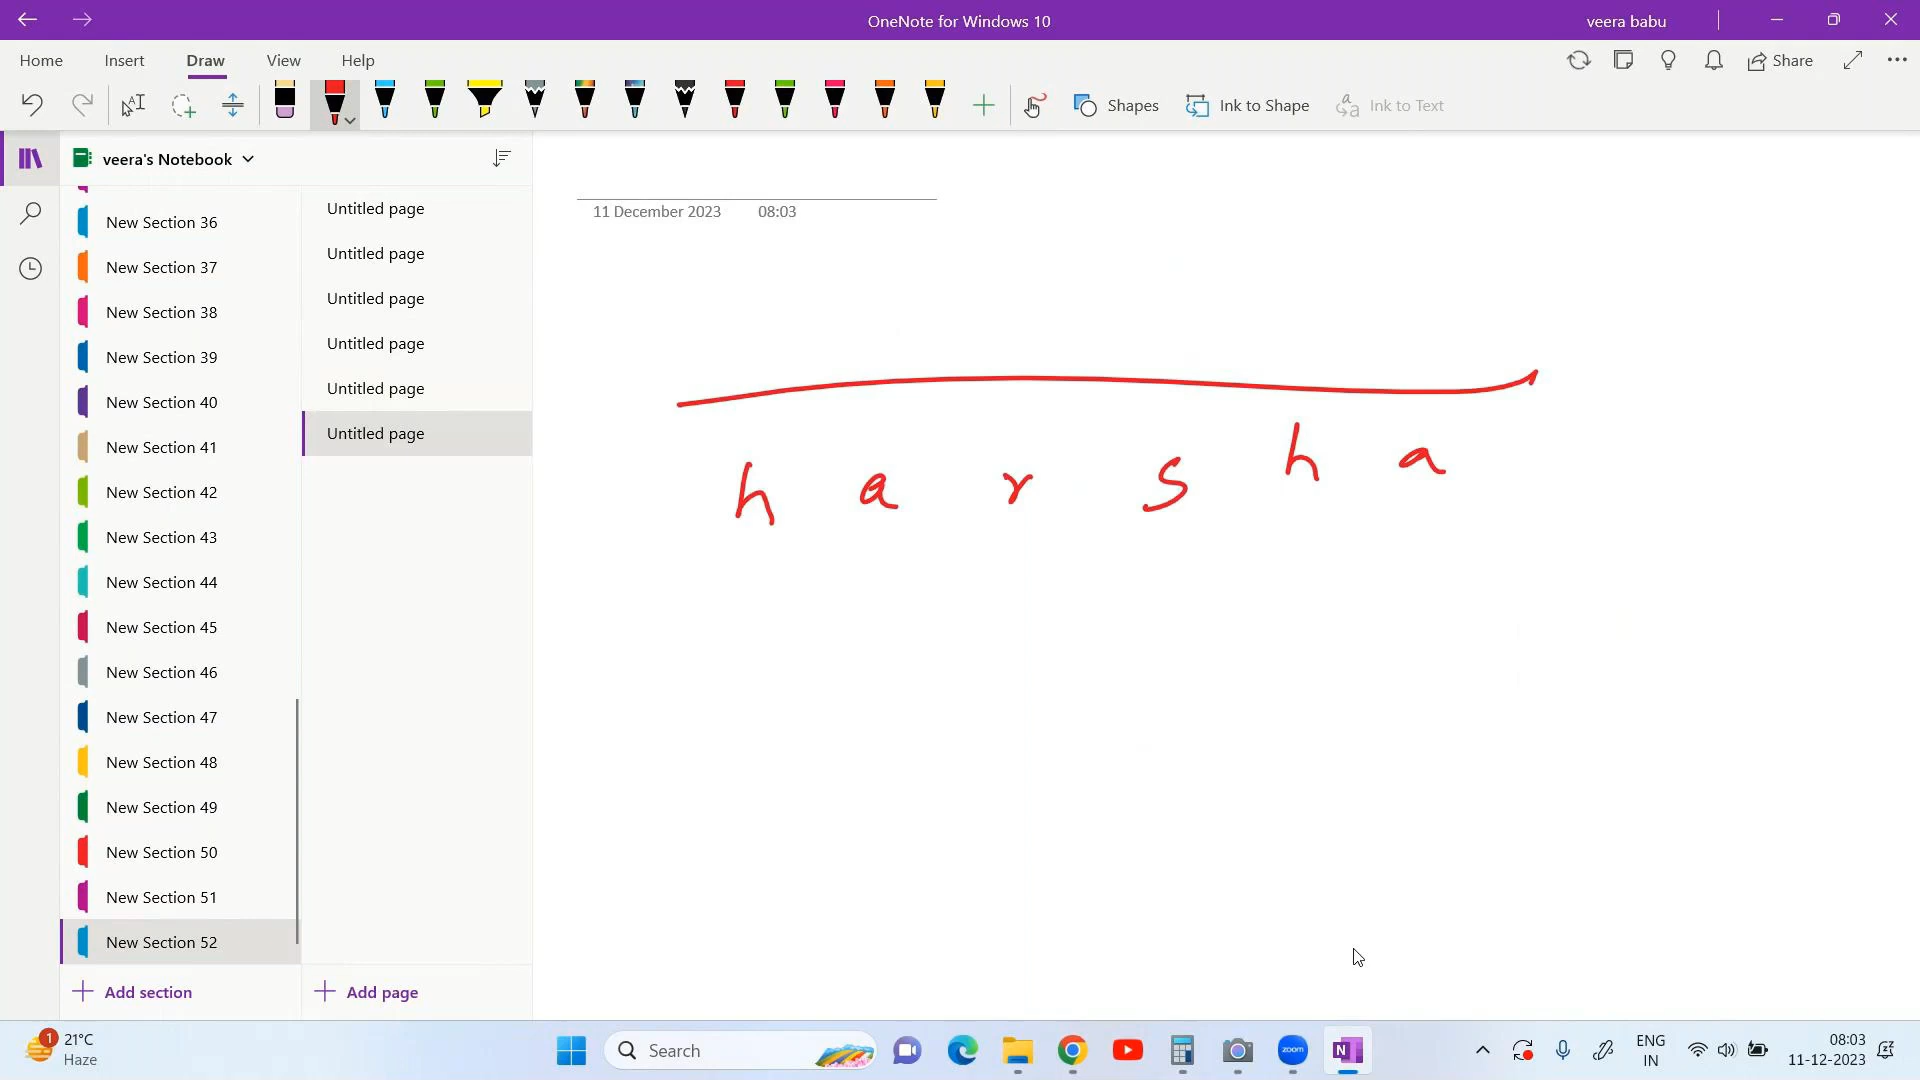 OneNote for Windows 10
veera babu
Home Insert Draw View Help
Share
Shapes Ink to Shape Ink to Text
veera's Notebook
11 December 2023 08:03
New Section 36
New Section 37
New Section 38
New Section 39
New Section 40
New Section 41
New Section 42
New Section 43
New Section 44
New Section 45
New Section 46
New Section 47
New Section 48
New Section 49
New Section 50
New Section 51
New Section 52
Add section
Untitled page
Untitled page
Untitled page
Untitled page
Untitled page
Untitled page
Add page
h a r s h a
1
21°C
Haze
Search
zoom
N
ENG
IN
08:03
11-12-2023